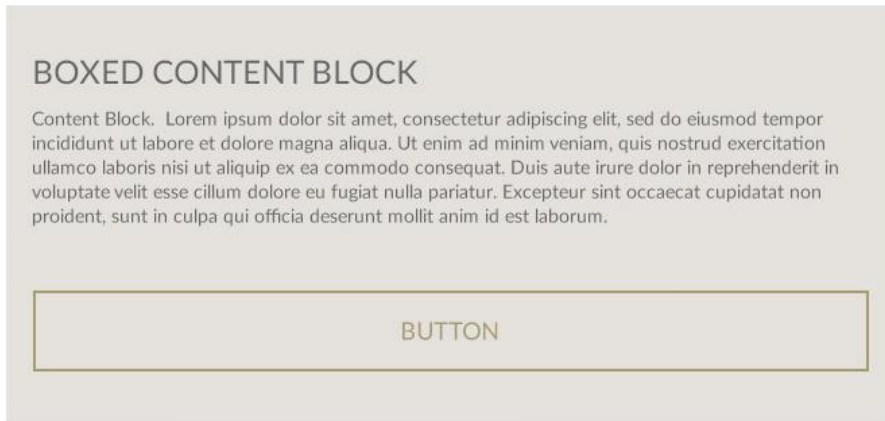 BOXED CONTENT BLOCK
Content Block.  Lorem ipsum dolor sit amet, consectetur adipiscing elit, sed do eiusmod tempor
incididunt ut labore et dolore magna aliqua. Ut enim ad minim veniam, quis nostrud exercitation
ullamco laboris nisi ut aliquip ex ea commodo consequat. Duis aute irure dolor in reprehenderit in
voluptate velit esse cillum dolore eu fugiat nulla pariatur. Excepteur sint occaecat cupidatat non
proident, sunt in culpa qui officia deserunt mollit anim id est laborum.
BUTTON